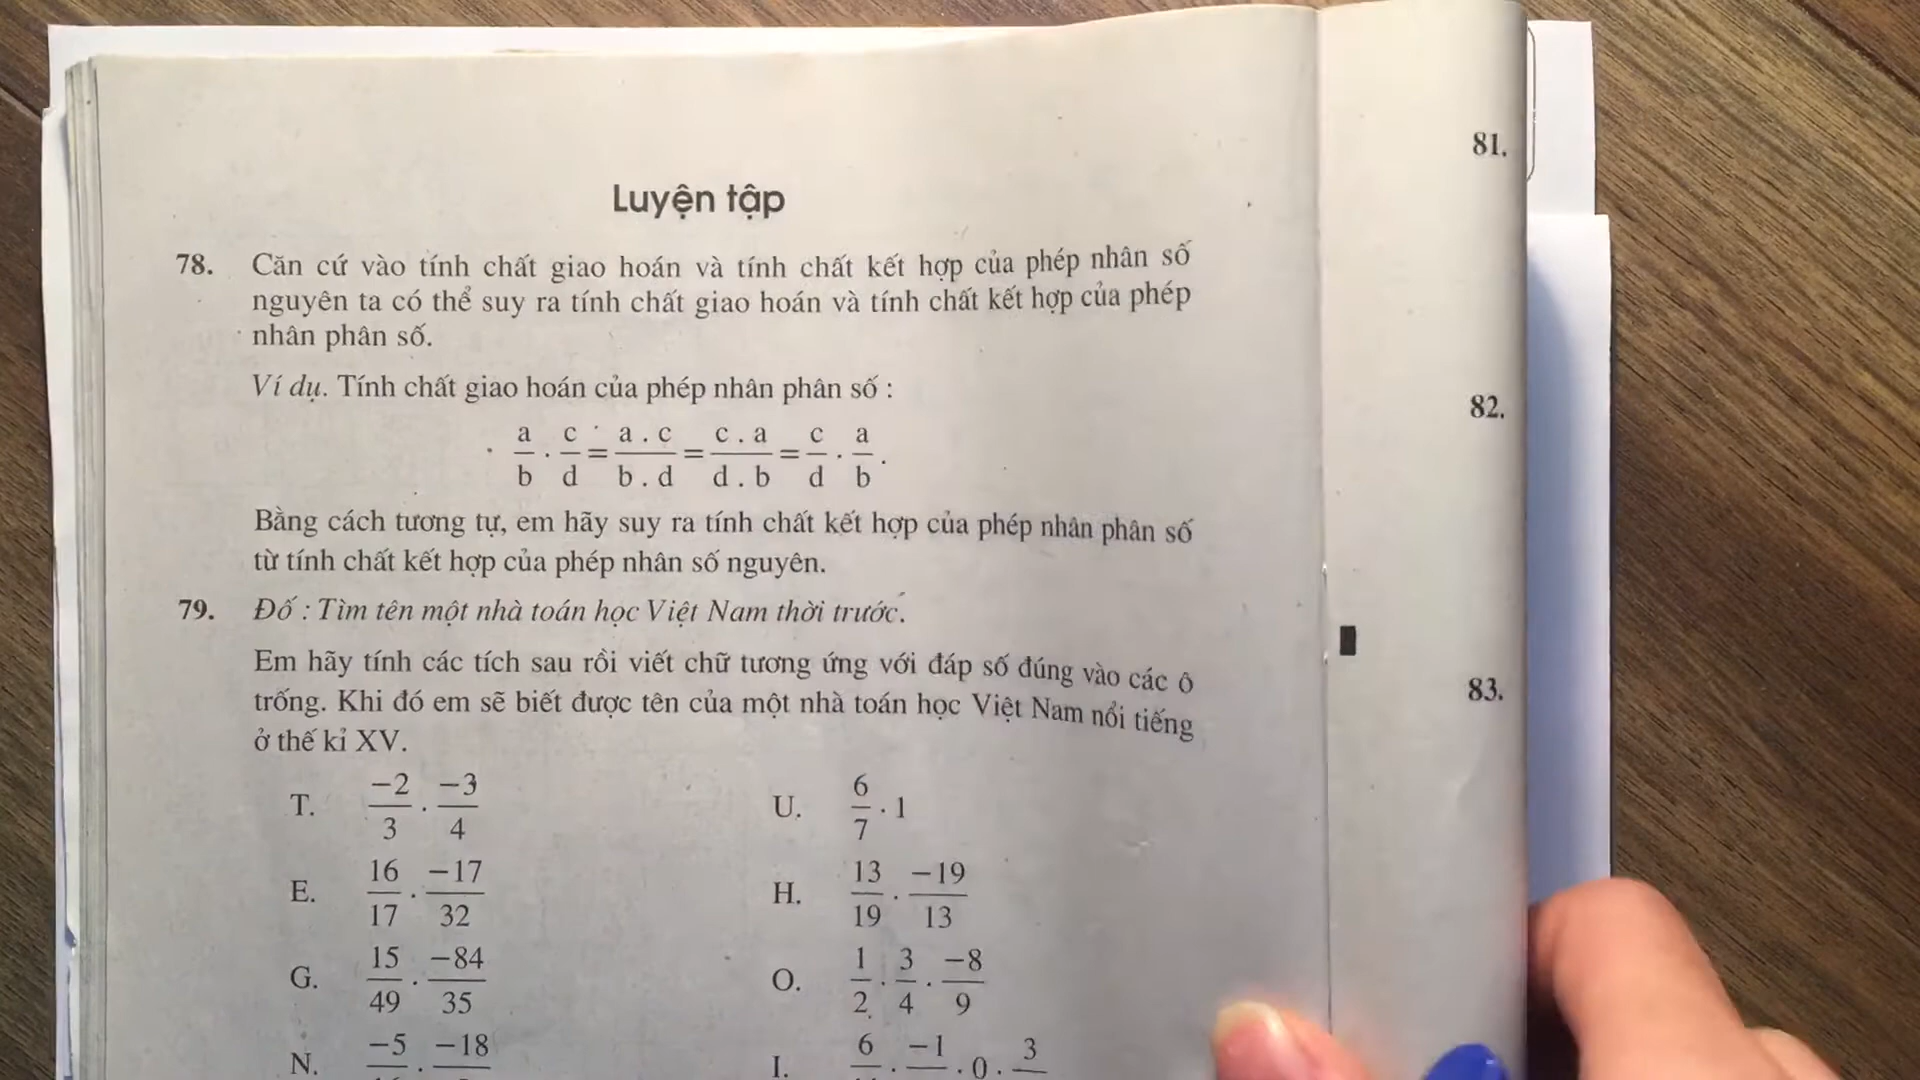 Luyện tập
78. Căn cứ vào tính chất giao hoán và tính chất kết hợp của phép nhân số
nguyên ta có thể suy ra tính chất giao hoán và tính chất kết hợp của phép
nhân phân số.
Ví dụ. Tính chất giao hoán của phép nhân phân số :
a/b . c/d = a . c/b . d = c . a/d . b = c/d . a/b .
Bằng cách tương tự, em hãy suy ra tính chất kết hợp của phép nhân phân số
từ tính chất kết hợp của phép nhân số nguyên.
79. Đố : Tìm tên một nhà toán học Việt Nam thời trước.
Em hãy tính các tích sau rồi viết chữ tương ứng với đáp số đúng vào các ô
trống. Khi đó em sẽ biết được tên của một nhà toán học Việt Nam nổi tiếng
ở thế kỉ XV.
T. −2/3 . −3/4
U. 6/7 . 1
E. 16/17 . −17/32
H. 13/19 . −19/13
G. 15/49 . −84/35
O. 1/2 . 3/4 . −8/9
N. −5 . −18
I. 6 . −1 . 0 . 3
81.
82.
83.